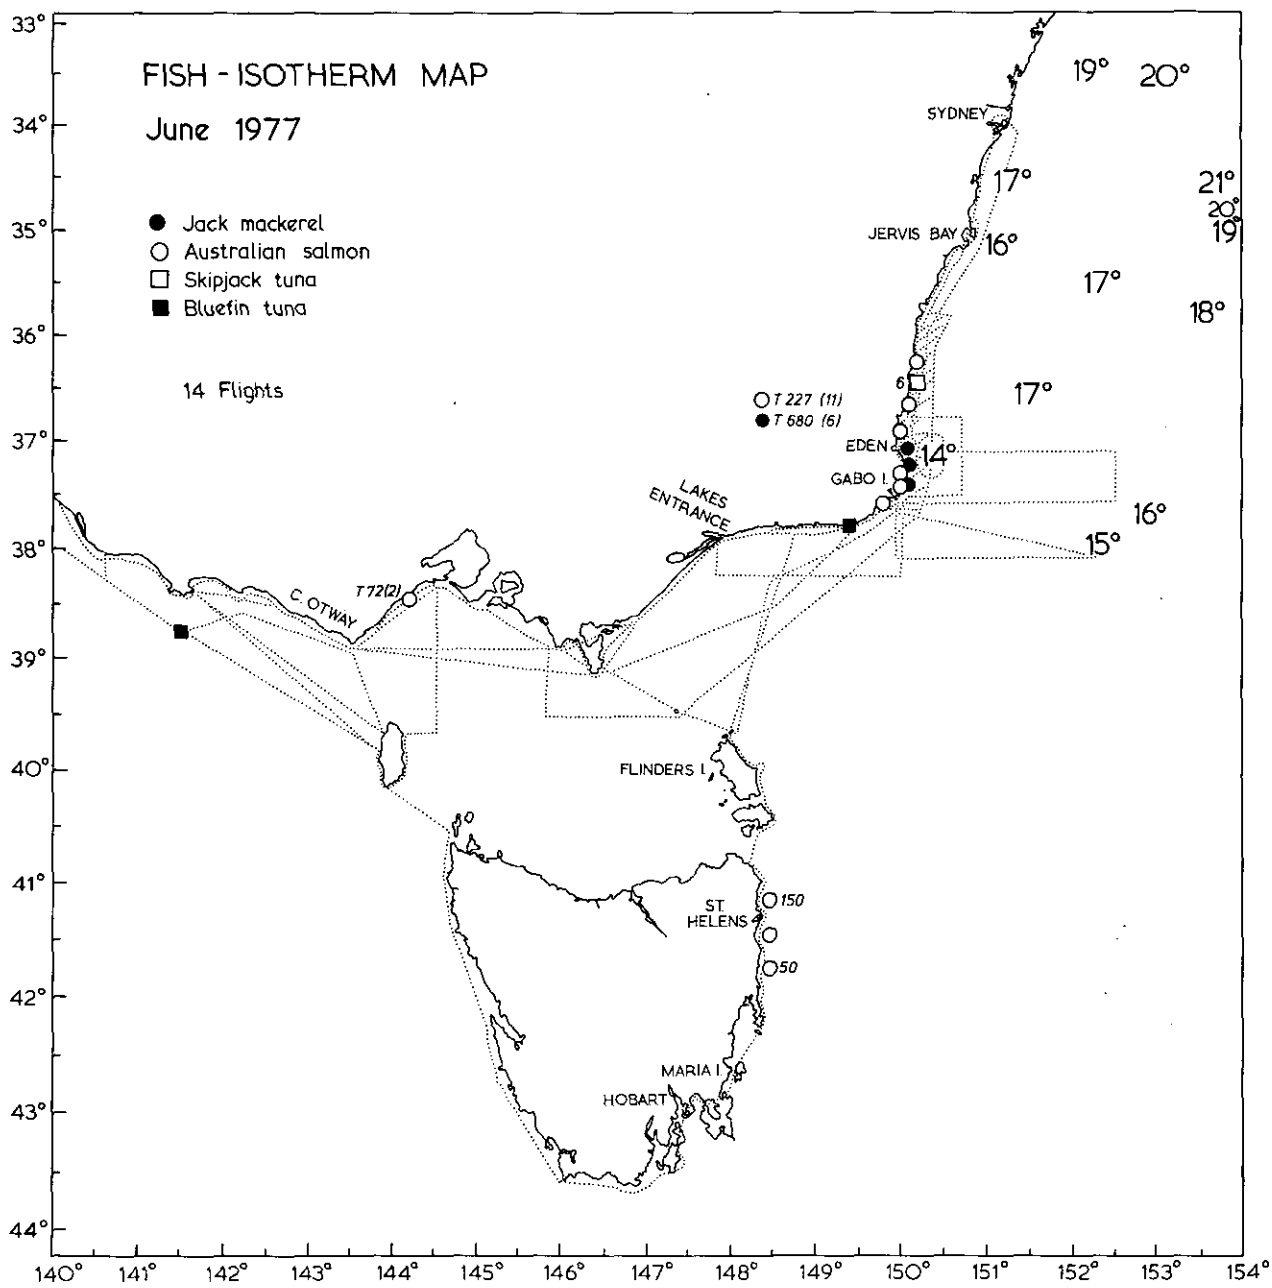 FISH - ISOTHERM MAP
June 1977
Jack mackerel
Australian salmon
Skipjack tuna
Bluefin tuna
14 Flights
33°
34°
35°
36°
37°
38°
39°
40°
41°
42°
43°
44°
19° 20°
SYDNEY
17°
21°
20°
19°
JERVIS BAY
16°
17°
18°
6
17°
T 227 (11)
T 680 (6)
EDEN
14°
GABO I.
LAKES
ENTRANCE
16°
15°
T 72(2)
C. OTWAY
FLINDERS I.
150
ST.
HELENS
50
MARIA I.
HOBART
140° 141° 142° 143° 144° 145° 146° 147° 148° 149° 150° 151° 152° 153° 154°